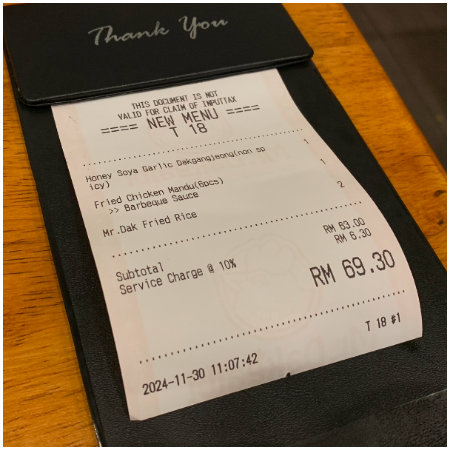 Thank You
THIS DOCUMENT IS NOT
VALID FOR CLAIM OF INPUTTAX
==== NEW MENU ====
T 18
Honey Soya Garlic Dakgangjeong(non sp 1
icy)
Fried Chicken Mandu(6pcs) 1
>> Barbeque Sauce
Mr.Dak Fried Rice 2
Subtotal RM 63.00
Service Charge @ 10% RM 6.30
RM 69.30
T 18 #1
2024-11-30 11:07:42